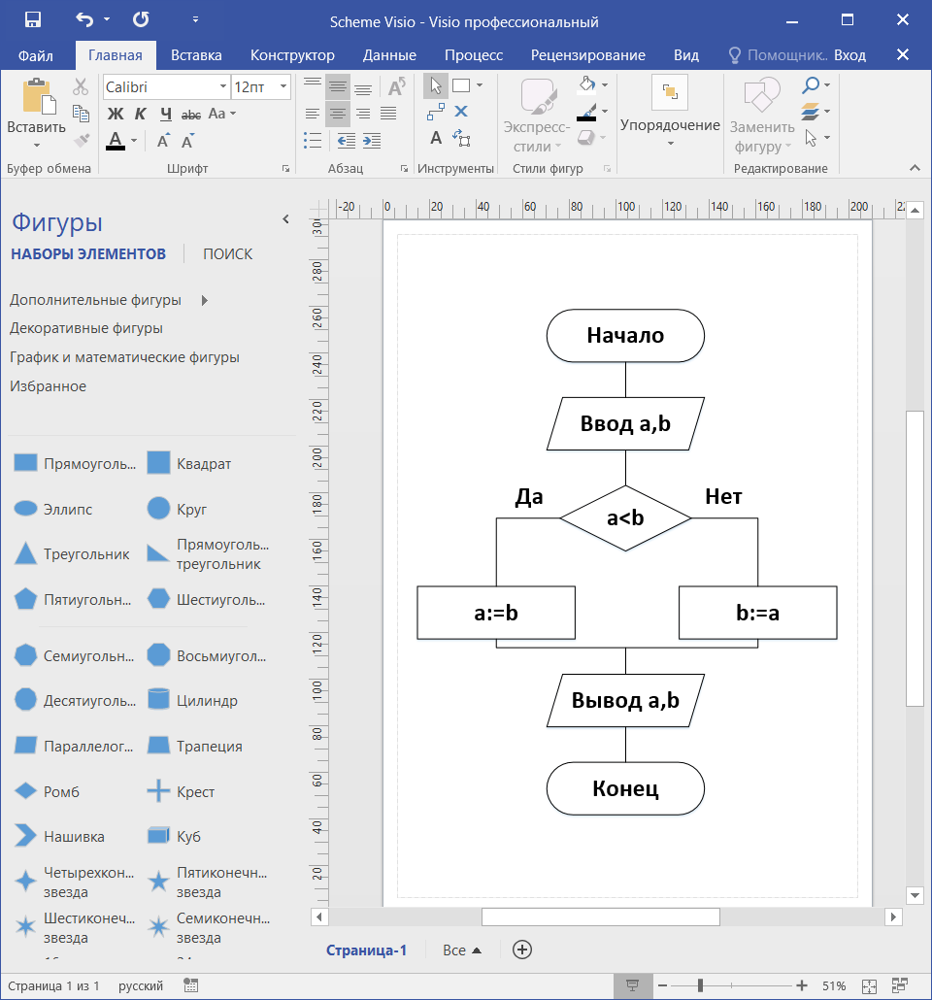 Scheme Visio - Visio профессиональный
Файл Главная Вставка Конструктор Данные Процесс Рецензирование Вид Помощник.. Вход
Вставить
Буфер обмена
Calibri 12пт
Ж К Ч abc Aa
A A A
Шрифт
Абзац
A
Инструменты
Экспресс-
стили
Стили фигур
Упорядочение
Заменить
фигуру
Редактирование
Фигуры
НАБОРЫ ЭЛЕМЕНТОВ ПОИСК
Дополнительные фигуры
Декоративные фигуры
График и математические фигуры
Избранное
Прямоуголь... Квадрат
Эллипс Круг
Треугольник Прямоуголь...
треугольник
Пятиугольн... Шестиуголь...
Семиугольн... Восьмиугол...
Десятиуголь... Цилиндр
Параллелог... Трапеция
Ромб Крест
Нашивка Куб
Четырехкон...
звезда
Пятиконечн...
звезда
Шестиконечн...
звезда
Семиконечн...
звезда
-20 0 20 40 60 80 100 120 140 160 180 200 22
30
280
260
240
220
200
180
160
140
120
100
80
60
40
20
Начало
Ввод a,b
Да Нет
a<b
a:=b b:=a
Вывод a,b
Конец
Страница-1 Все
Страница 1 из 1 русский 51%